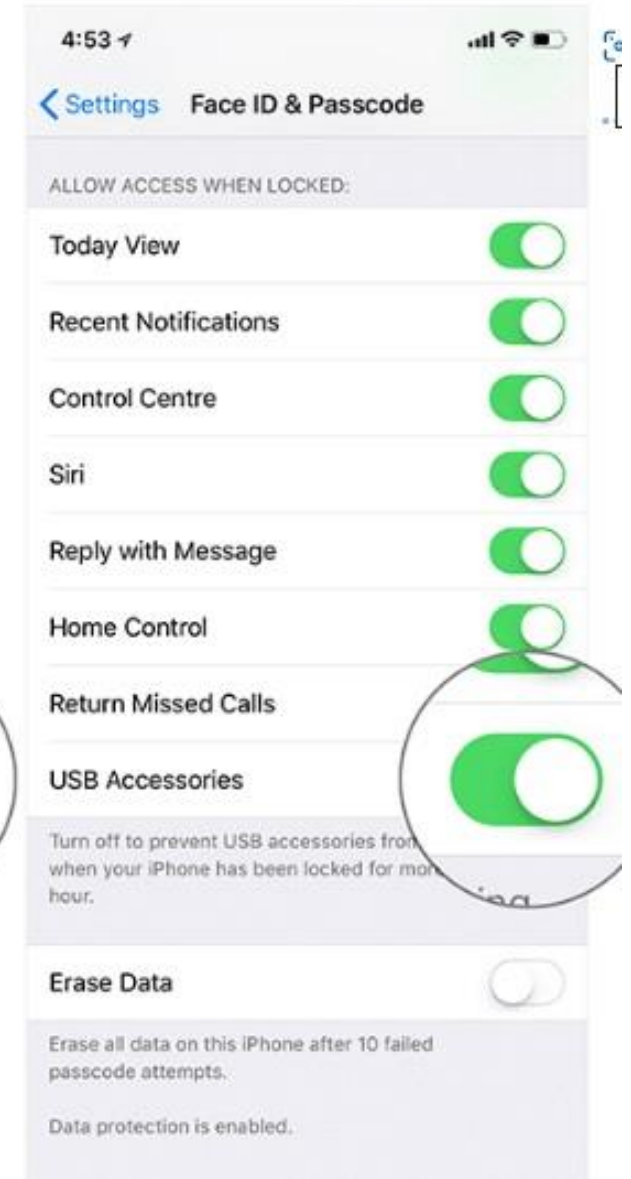 4:53
Settings Face ID & Passcode
ALLOW ACCESS WHEN LOCKED:
Today View
Recent Notifications
Control Centre
Siri
Reply with Message
Home Control
Return Missed Calls
USB Accessories
Turn off to prevent USB accessories from
when your iPhone has been locked for more
hour.
ing
Erase Data
Erase all data on this iPhone after 10 failed
passcode attempts.
Data protection is enabled.